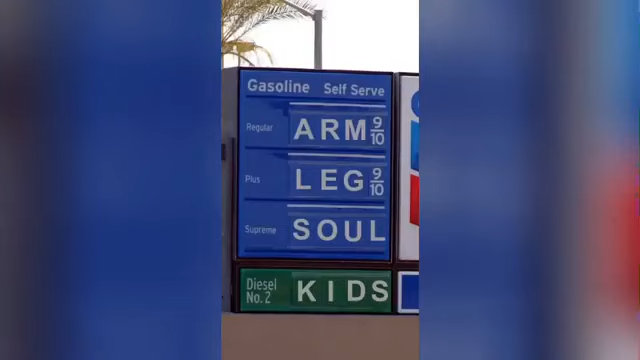 Gasoline Self Serve
Regular ARM 9/10
Plus LEG 9/10
Supreme SOUL
Diesel No. 2 KIDS